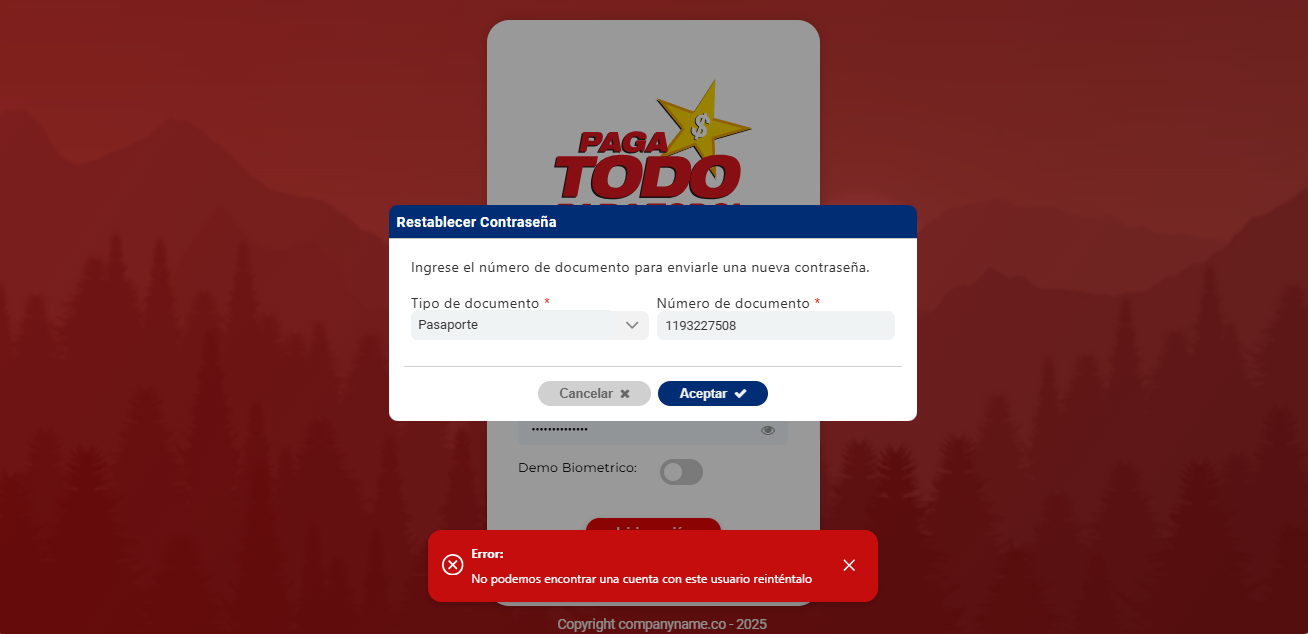 $
PAGA
TODO
Restablecer Contraseña
Ingrese el número de documento para enviarle una nueva contraseña.
Tipo de documento *
Número de documento *
Pasaporte
1193227508
Cancelar
Aceptar
Demo Biometrico:
Error:
No podemos encontrar una cuenta con este usuario reinténtalo
Copyright companyname.co - 2025